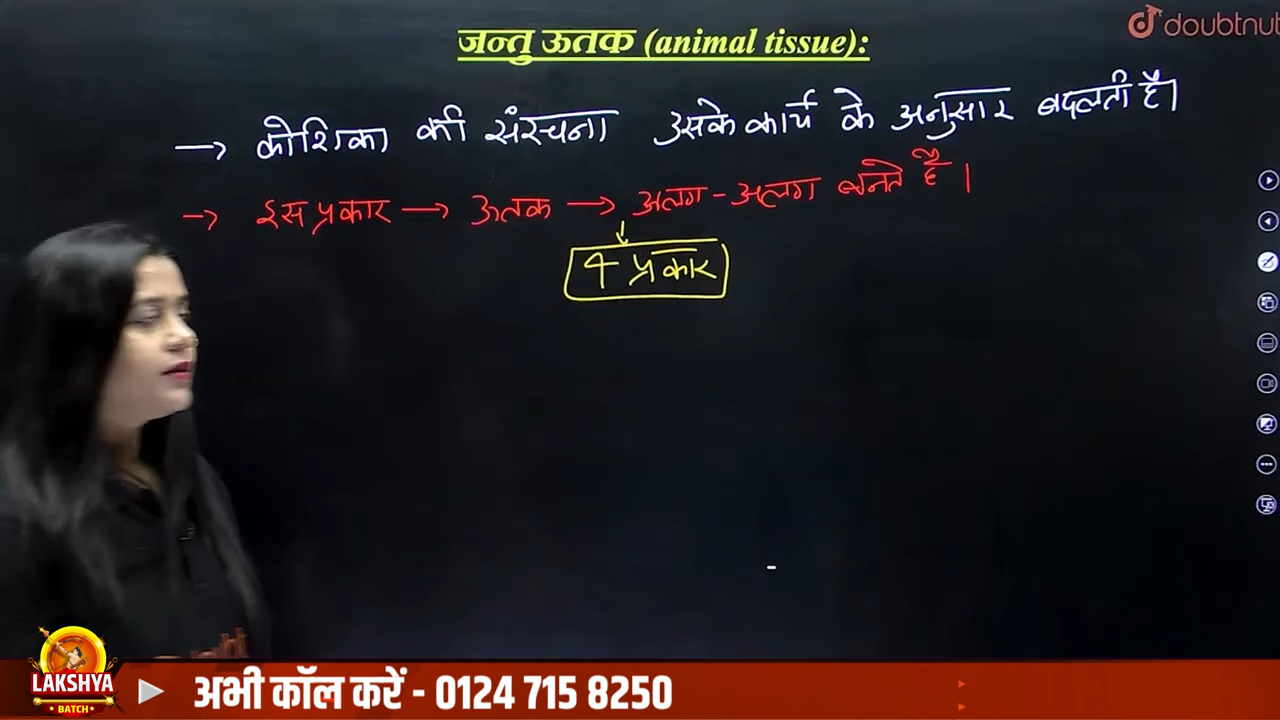 जन्तु ऊतक (animal tissue):
doubtnut
→ कोशिका की संरचना उसके कार्य के अनुसार बदलती है।
→ इस प्रकार → ऊतक → अलग-अलग बनते है।
4 प्रकार
LAKSHYA
BATCH
अभी कॉल करें - 0124 715 8250